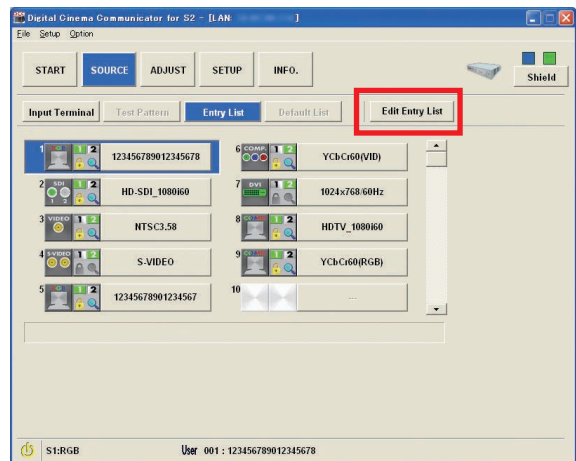 Digital Cinema Communicator for S2 - [LAN: ]
File Setup Option
START SOURCE ADJUST SETUP INFO. Shield
Input Terminal Test Pattern Entry List Default List Edit Entry List
1 1 2 123456789012345678
6 COMP. 1 2 YCbCr60(VID)
2 SDI 1 2 1 2 HD-SDI_1080i60
7 DVI 1 2 1024x768/60Hz
3 VIDEO 1 2 NTSC3.58
8 1 2 HDTV_1080i60
4 S-VIDEO 1 2 S-VIDEO
9 1 2 YCbCr60(RGB)
5 1 2 12345678901234567
10 ...
S1:RGB User 001 : 123456789012345678